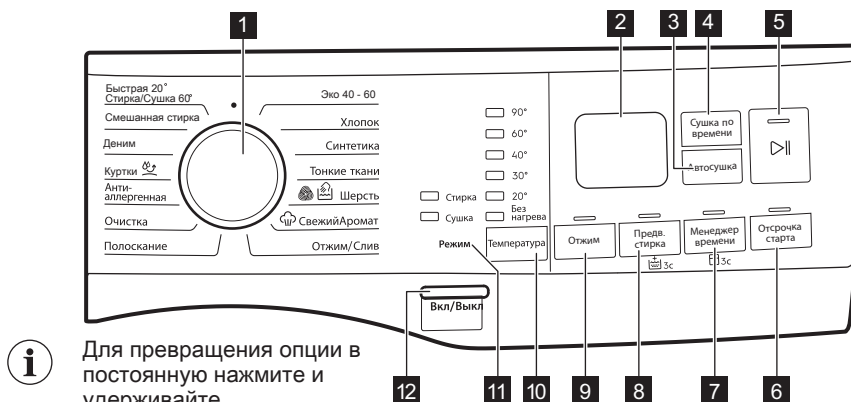 1
2
3
4
5
Быстрая 20°
Стирка/Сушка 60°
Смешанная стирка
Деним
Куртки
Анти-
аллергенная
Очистка
Полоскание
Эко 40 - 60
Хлопок
Синтетика
Тонкие ткани
Шерсть
СвежийАромат
Отжим/Слив
90°
60°
40°
30°
Стирка
20°
Сушка
Без
нагрева
Режим
Температура
Сушка по
времени
Автосушка
Отжим
Предв.
стирка
3с
Менеджер
времени
3с
Отсрочка
старта
Вкл/Выкл
12
11
10
9
8
7
6
i
Для превращения опции в
постоянную нажмите и
удерживайте